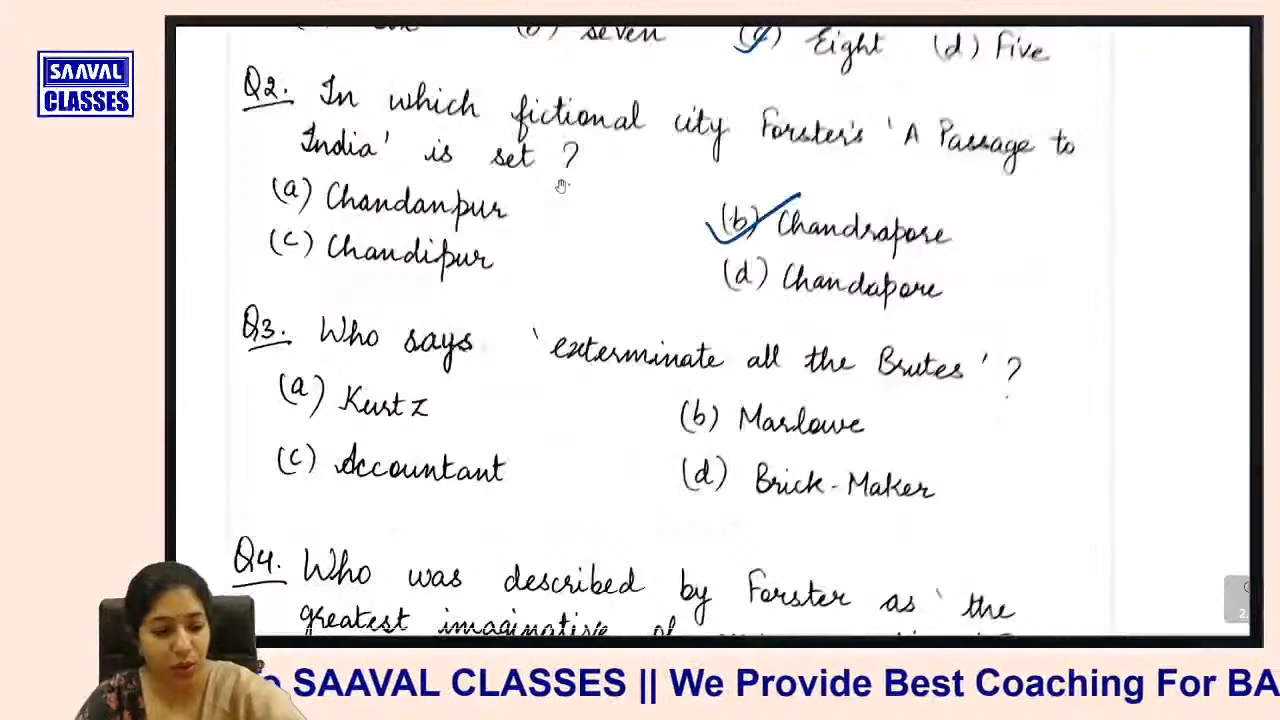 (b) seven (c) Eight (d) Five
SAAVAL
CLASSES
Q2. In which fictional city Forster's 'A Passage to
India' is set ?
(a) Chandanpur (b) Chandrapore
(c) Chandipur (d) Chandapore
Q3. Who says 'exterminate all the Brutes' ?
(a) Kurtz (b) Marlowe
(c) Accountant (d) Brick-Maker
Q4. Who was described by Forster as 'the
greatest imaginative
SAAVAL CLASSES || We Provide Best Coaching For BA